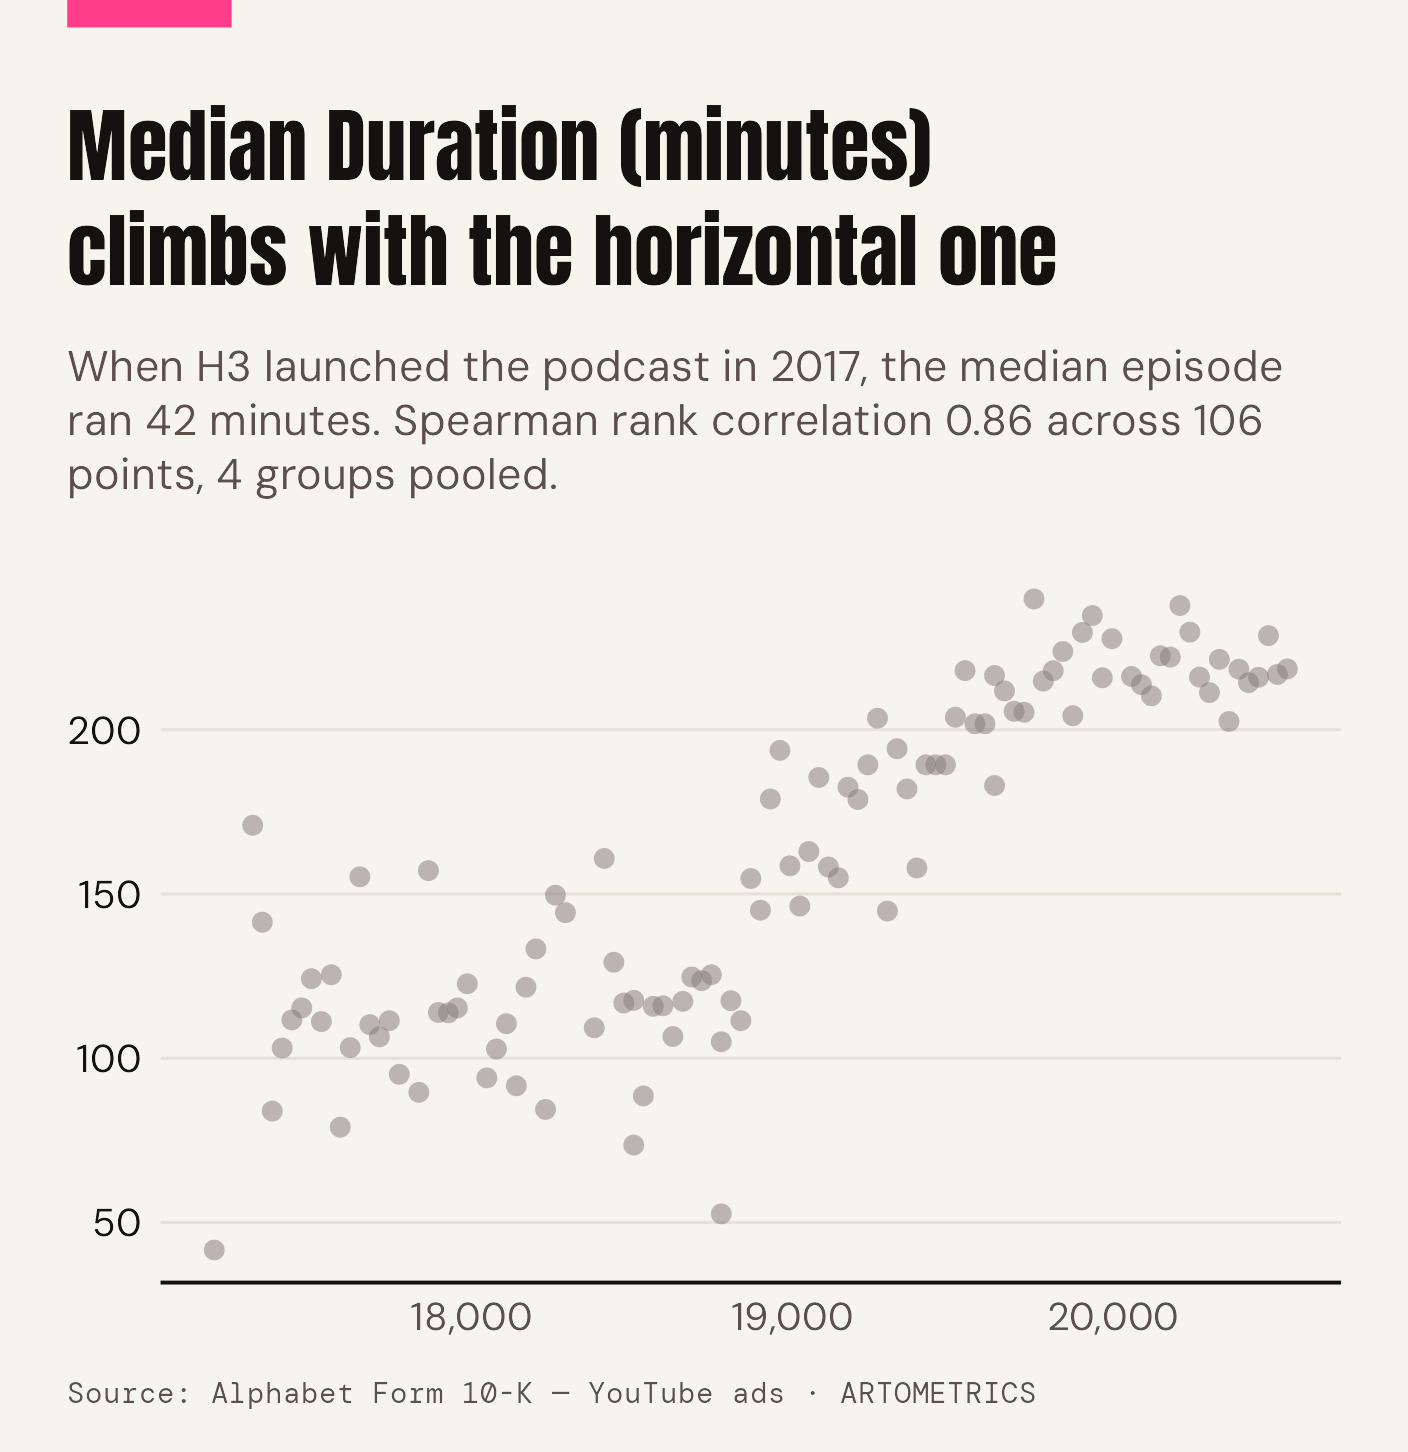 Median Duration (minutes)
climbs with the horizontal one
When H3 launched the podcast in 2017, the median episode
ran 42 minutes. Spearman rank correlation 0.86 across 106
points, 4 groups pooled.
200
150
100
50
18,000
19,000
20,000
Source: Alphabet Form 10-K — YouTube ads · ARTOMETRICS